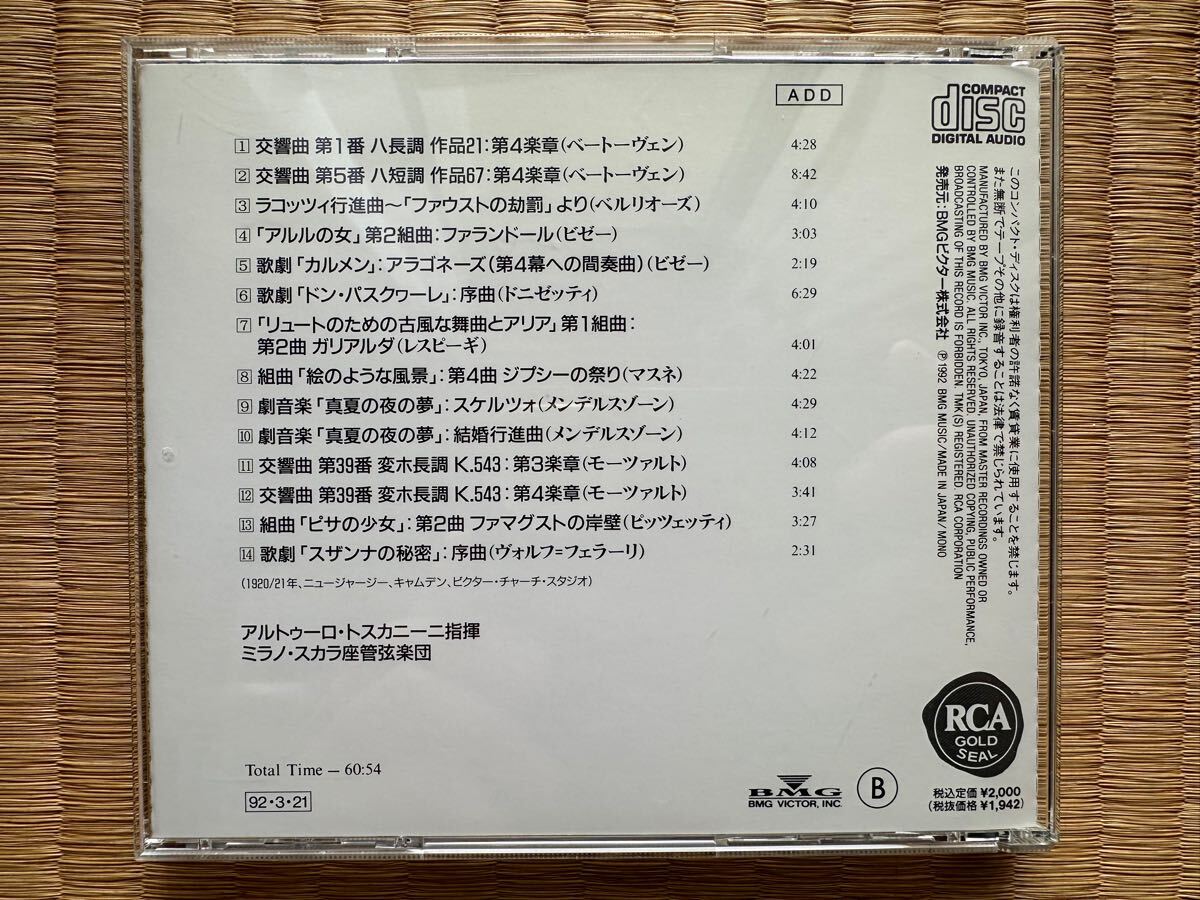 ADD
COMPACT
disc
DIGITAL AUDIO
1 交響曲 第1番 ハ長調 作品21:第4楽章(ベートーヴェン) 4:28
2 交響曲 第5番 ハ短調 作品67:第4楽章(ベートーヴェン) 8:42
3 ラコッツィ行進曲〜「ファウストの劫罰」より(ベルリオーズ) 4:10
4 「アルルの女」第2組曲:ファランドール(ビゼー) 3:03
5 歌劇「カルメン」:アラゴネーズ(第4幕への間奏曲)(ビゼー) 2:19
6 歌劇「ドン・パスクヮーレ」:序曲(ドニゼッティ) 6:29
7 「リュートのための古風な舞曲とアリア」第1組曲:
第2曲 ガリアルダ(レスピーギ) 4:01
8 組曲「絵のような風景」:第4曲 ジプシーの祭り(マスネ) 4:22
9 劇音楽「真夏の夜の夢」:スケルツォ(メンデルスゾーン) 4:29
10 劇音楽「真夏の夜の夢」:結婚行進曲(メンデルスゾーン) 4:12
11 交響曲 第39番 変ホ長調 K.543:第3楽章(モーツァルト) 4:08
12 交響曲 第39番 変ホ長調 K.543:第4楽章(モーツァルト) 3:41
13 組曲「ピサの少女」:第2曲 ファマグストの岸壁(ピッツェッティ) 3:27
14 歌劇「スザンナの秘密」:序曲(ヴォルフ=フェラーリ) 2:31
(1920/21年、ニュージャージー、キャムデン、ビクター・チャーチ・スタジオ)
アルトゥーロ・トスカニーニ指揮
ミラノ・スカラ座管弦楽団
Total Time — 60:54
92・3・21
このコンパクト・ディスクは権利者の許諾なく賃貸業に使用することを禁じます。
また無断でテープその他に録音することは法律で禁じられています。
MANUFACTURED BY BMG VICTOR INC., TOKYO, JAPAN, FROM MASTER RECORDINGS OWNED OR
CONTROLLED BY BMG MUSIC. ALL RIGHTS RESERVED. UNAUTHORIZED COPYING, PUBLIC PERFORMANCE,
BROADCASTING OF THIS RECORD IS FORBIDDEN. TMK(S) REGISTERED. RCA CORPORATION
発売元:BMGビクター株式会社 ℗1992 BMG MUSIC/MADE IN JAPAN/MONO
RCA
GOLD
SEAL
BMG
BMG VICTOR, INC.
B
税込定価¥2,000
(税抜価格¥1,942)